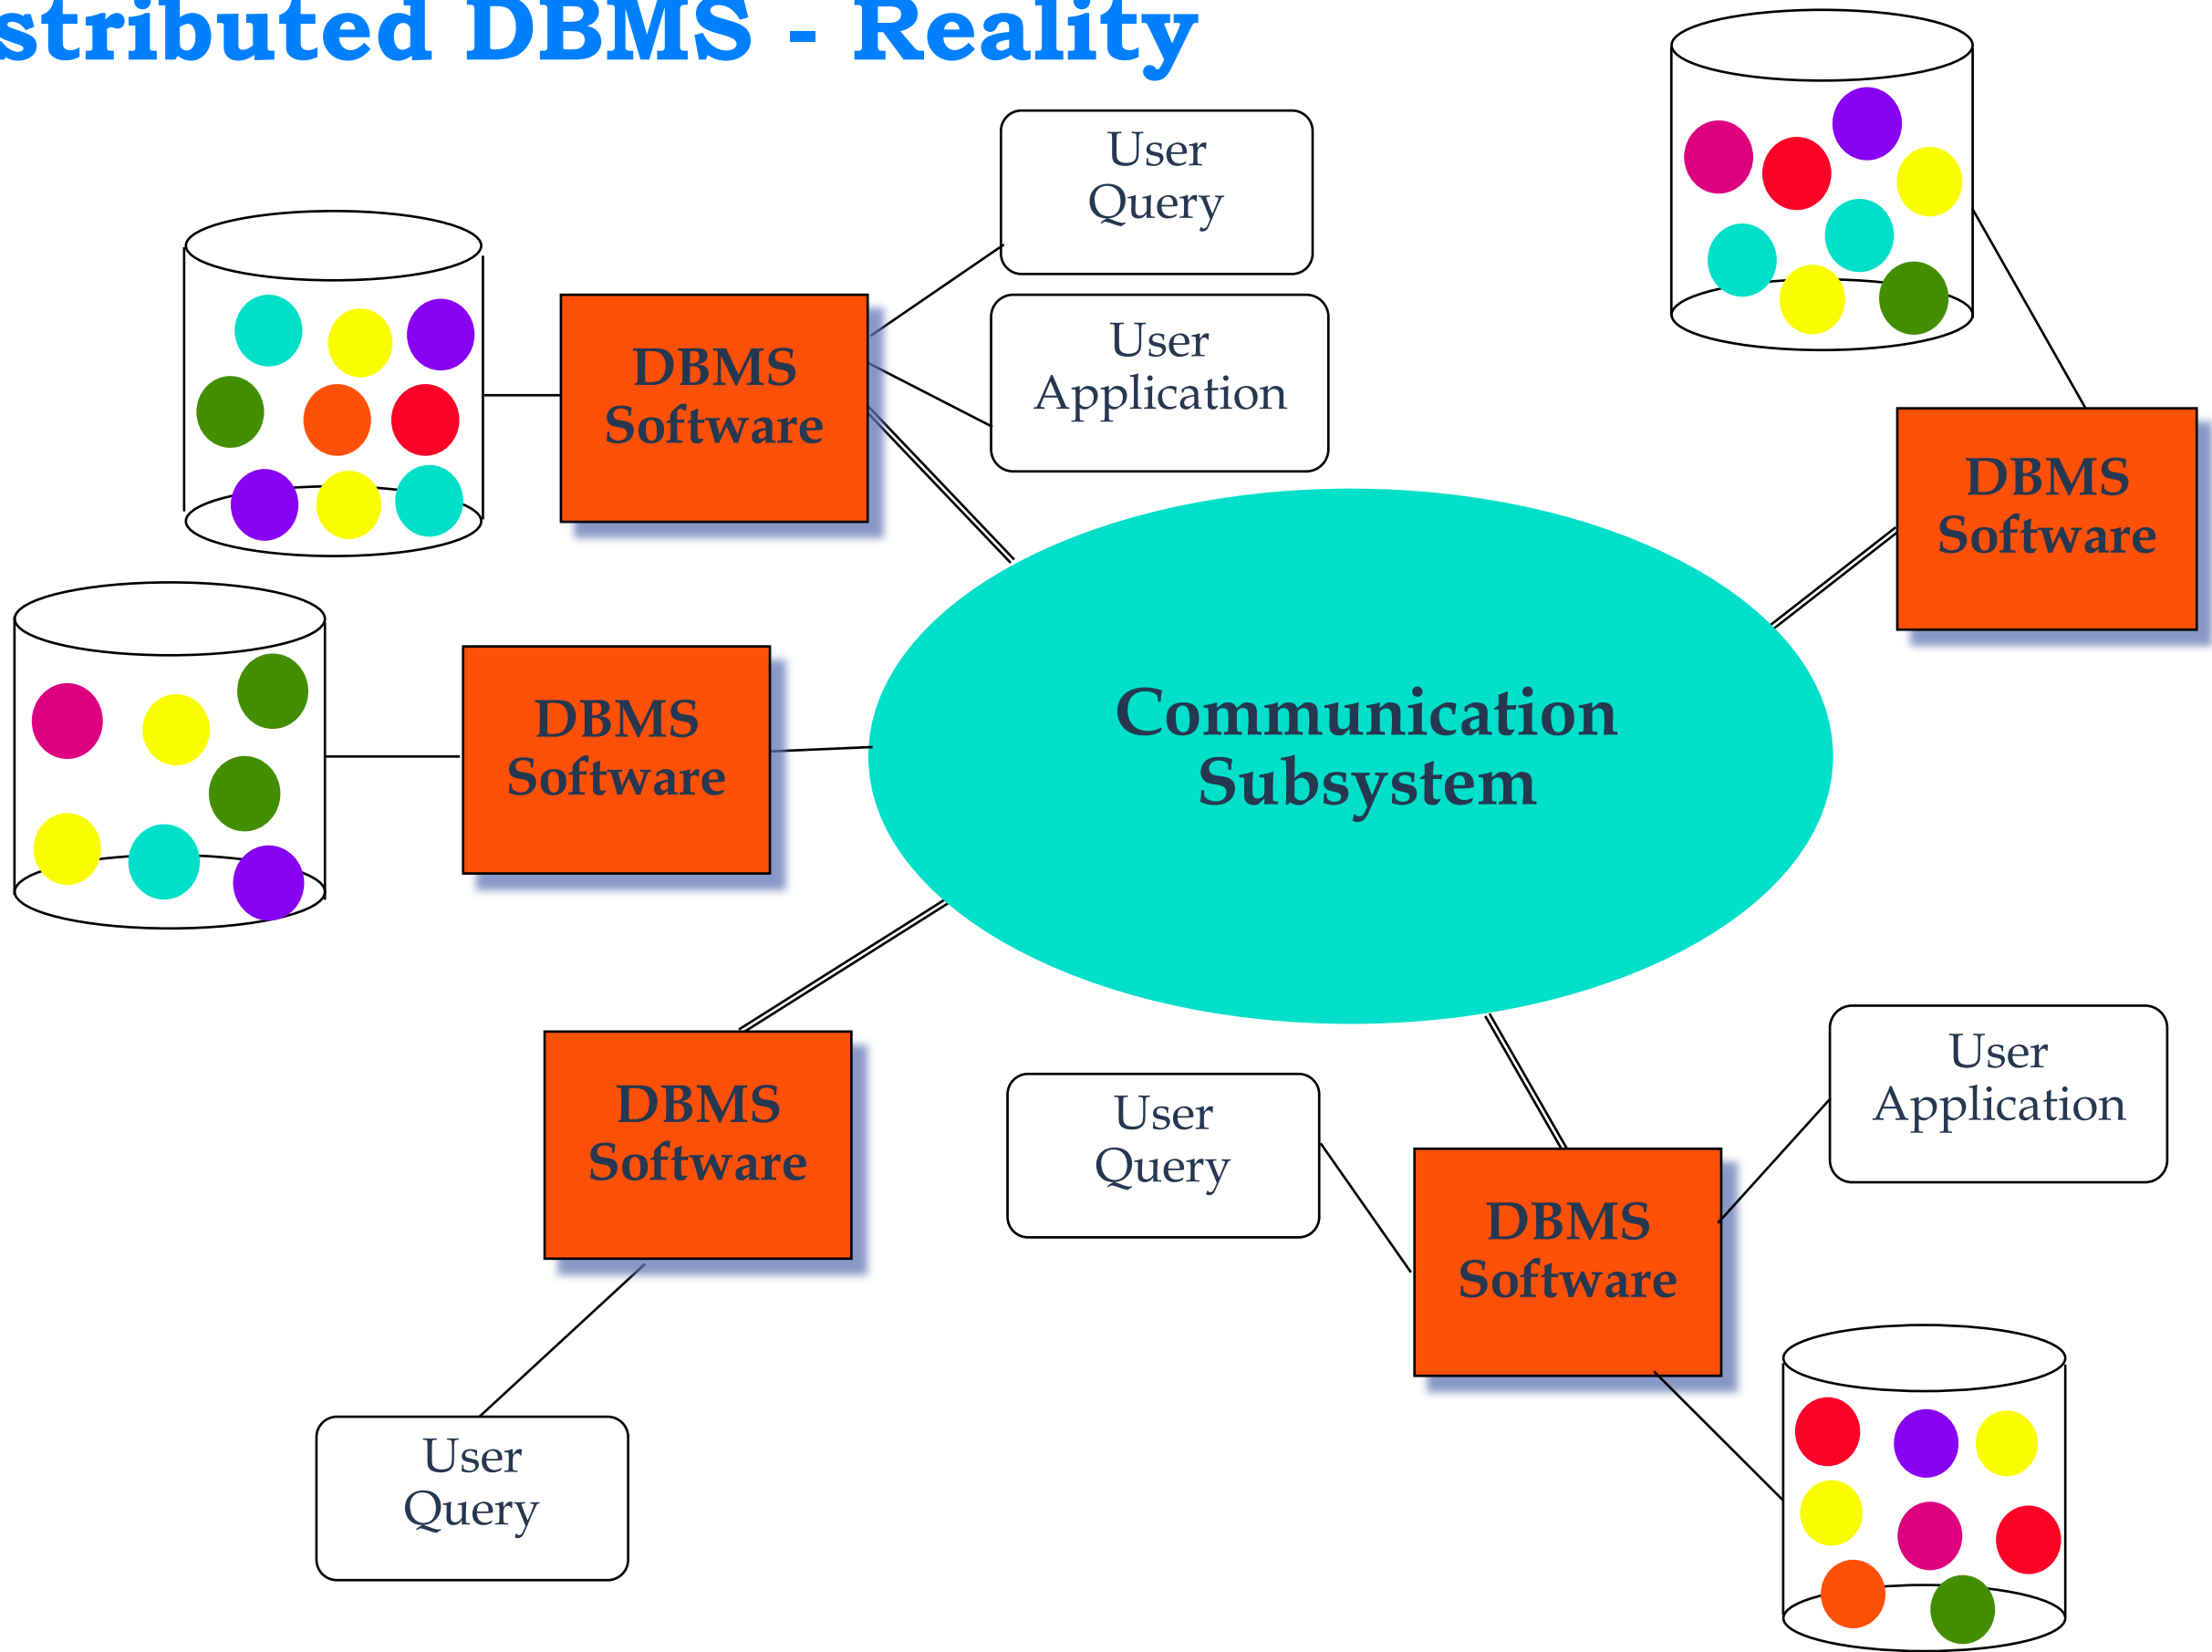 stributed DBMS - Reality
User
Query
DBMS
Software
User
Application
DBMS
Software
DBMS
Software
Communication
Subsystem
DBMS
Software
User
Query
User
Application
DBMS
Software
User
Query